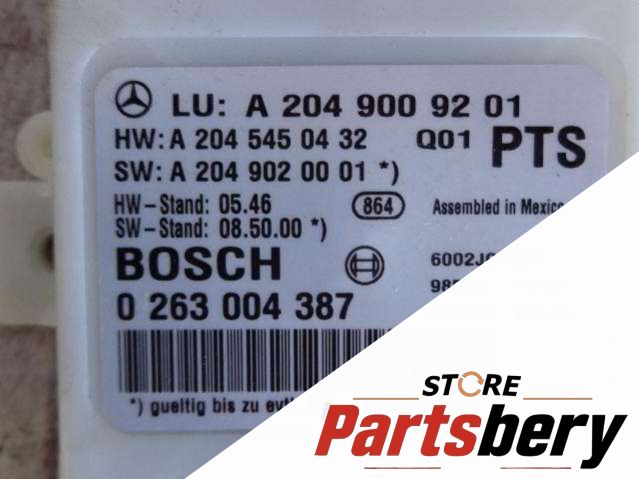 LU: A 204 900 92 01
HW: A 204 545 04 32 Q01 PTS
SW: A 204 902 00 01 *)
HW-Stand: 05.46 864 Assembled in Mexico
SW-Stand: 08.50.00 *)
BOSCH
0 263 004 387
*) gueltig bis zu
STORE
Partsbery